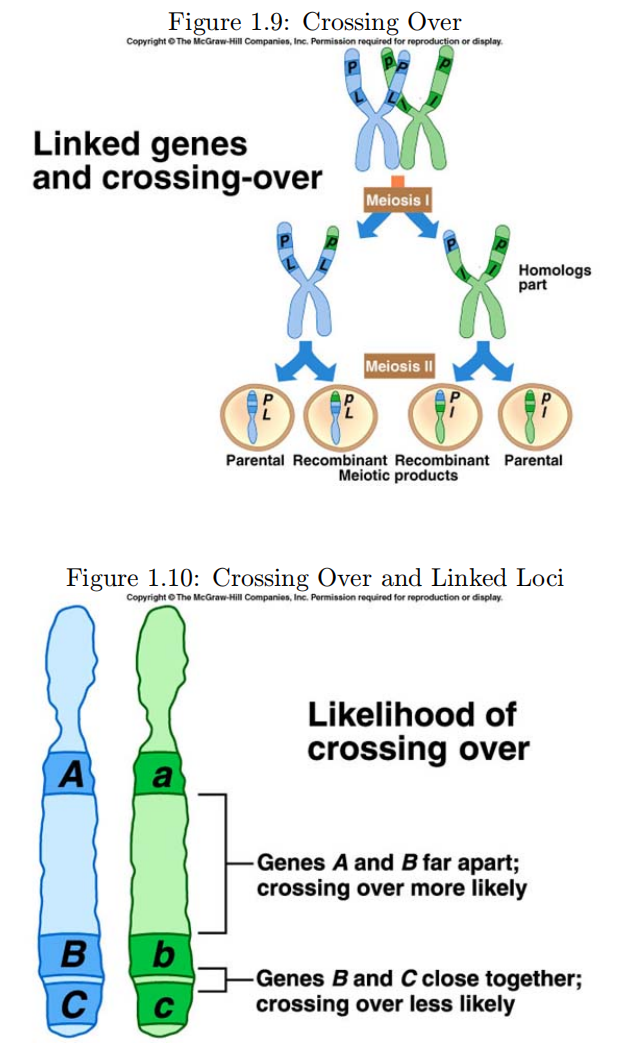 Figure 1.9: Crossing Over
Copyright © The McGraw-Hill Companies, Inc. Permission required for reproduction or display.
P
p
P
p
L
L
l
l
Linked genes
and crossing-over
Meiosis I
P
p
L
L
P
p
l
l
Homologs
part
Meiosis II
P
L
p
L
P
l
p
l
Parental Recombinant Recombinant Parental
Meiotic products
Figure 1.10: Crossing Over and Linked Loci
Copyright © The McGraw-Hill Companies, Inc. Permission required for reproduction or display.
Likelihood of
crossing over
A
a
Genes A and B far apart;
crossing over more likely
B
b
Genes B and C close together;
crossing over less likely
C
c